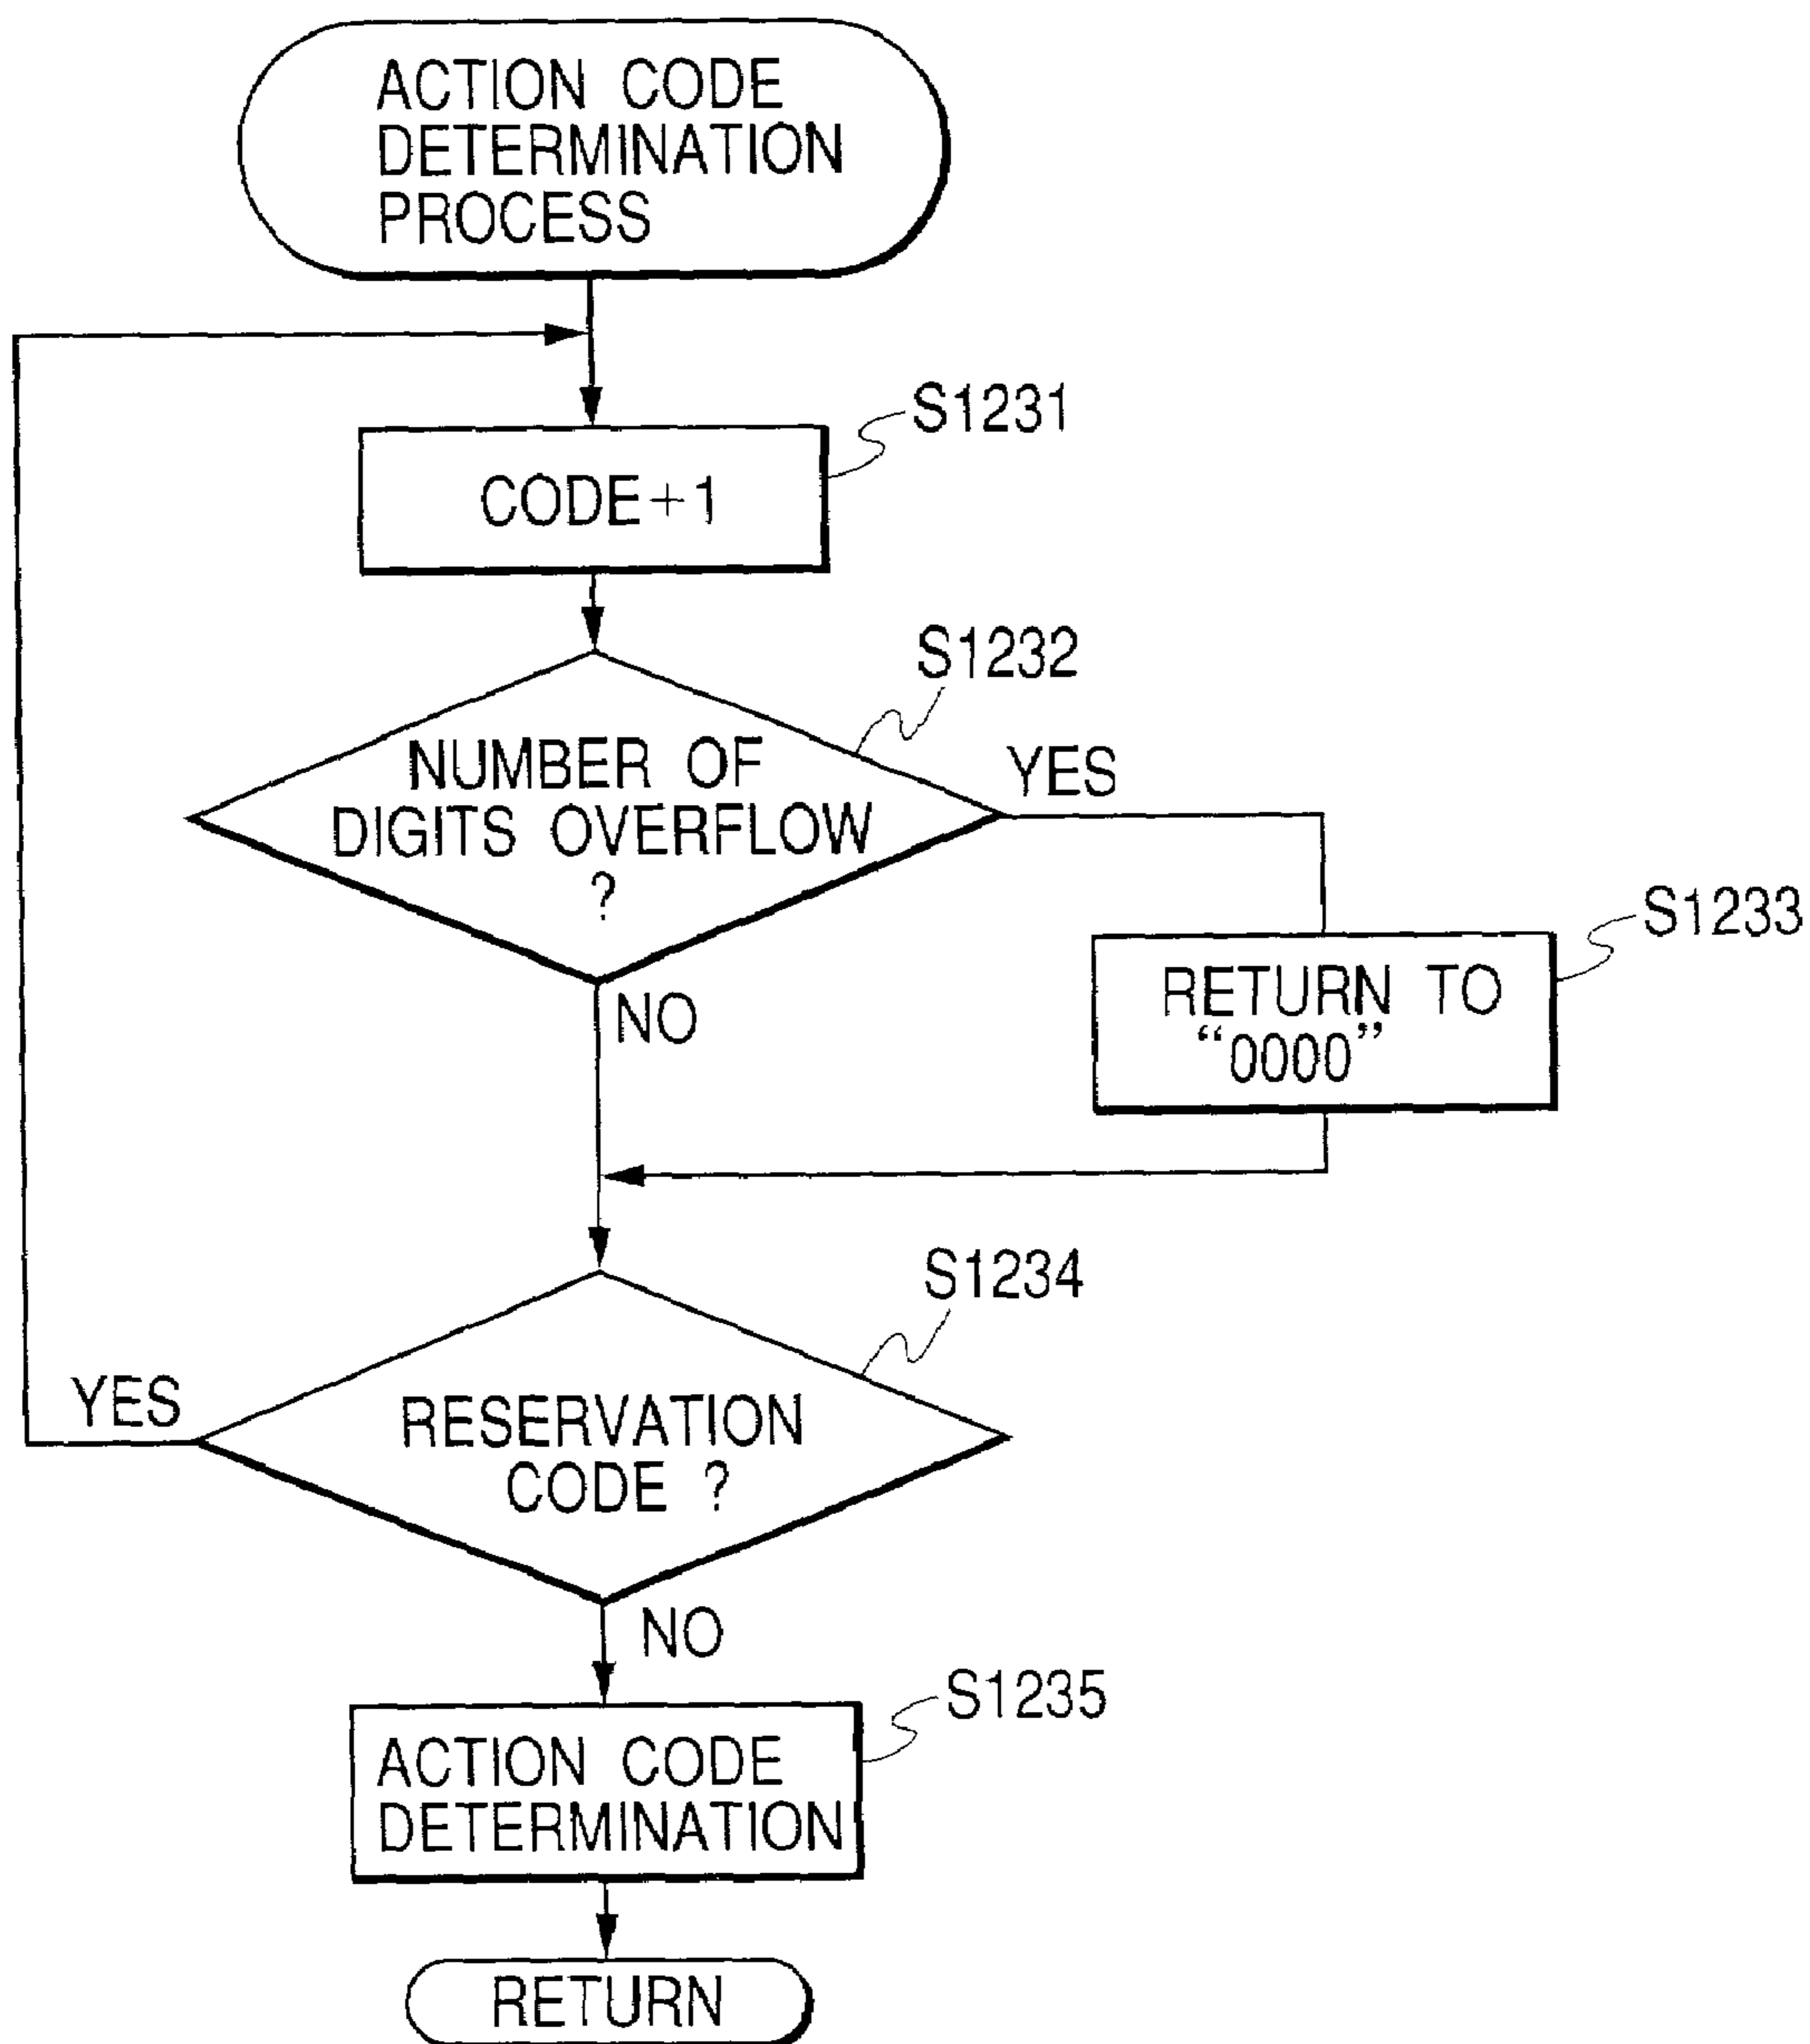 ACTION CODE
DETERMINATION
PROCESS
S1231
CODE+1
S1232
NUMBER OF
DIGITS OVERFLOW
?
YES
S1233
RETURN TO
“0000”
NO
S1234
RESERVATION
CODE ?
YES
NO
S1235
ACTION CODE
DETERMINATION
RETURN